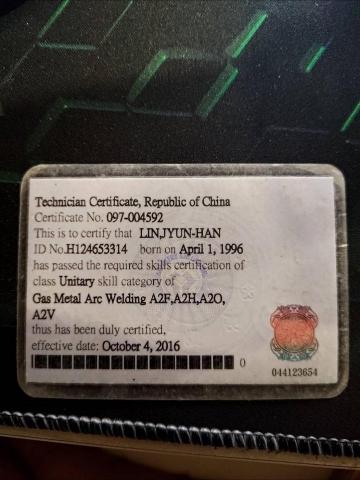 Technician Certificate, Republic of China
Certificate No. 097-004592
This is to certify that LIN,JYUN-HAN
ID No.H124653314 born on April 1, 1996
has passed the required skills certification of
class Unitary skill category of
Gas Metal Arc Welding A2F,A2H,A2O,
A2V
thus has been duly certified,
effective date: October 4, 2016
0
044123654